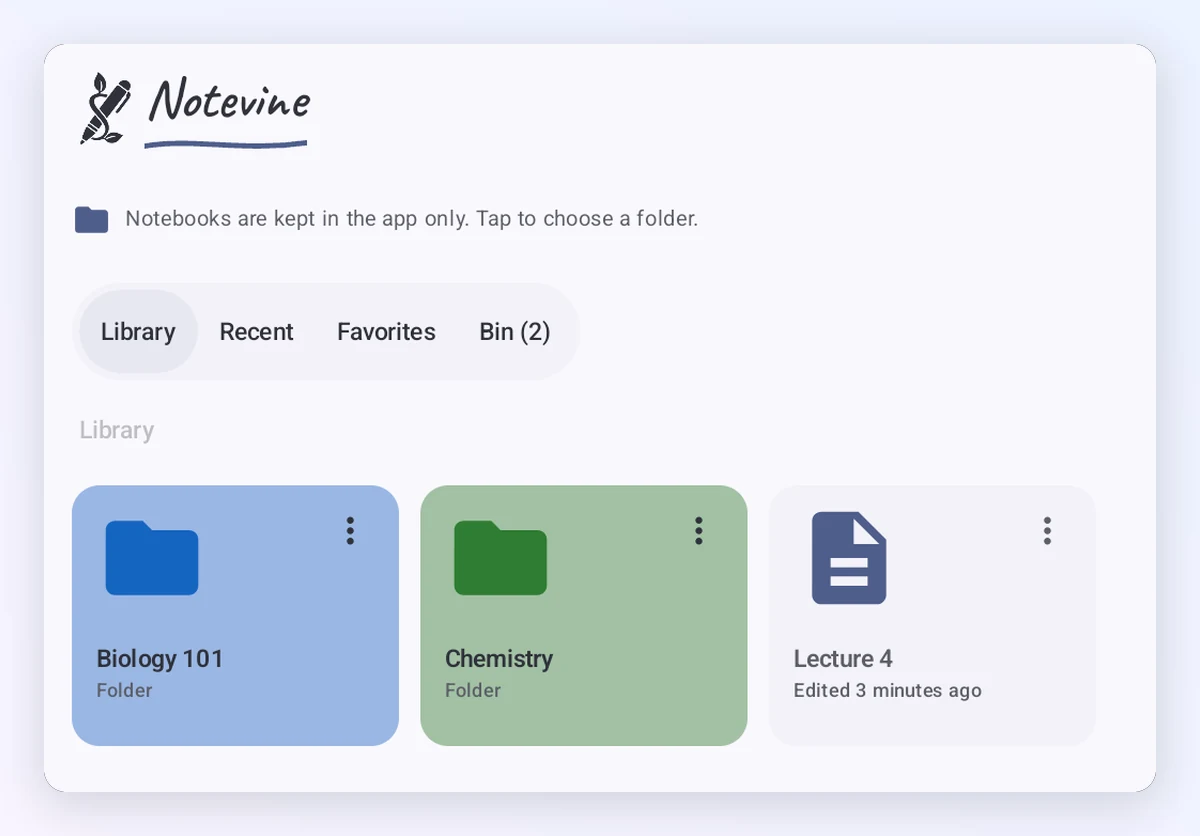 Notevine
Notebooks are kept in the app only. Tap to choose a folder.
Library Recent Favorites Bin (2)
Library
Biology 101
Folder
Chemistry
Folder
Lecture 4
Edited 3 minutes ago